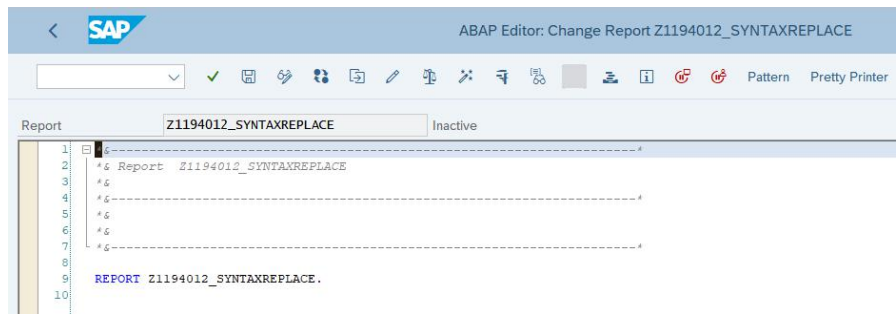 SAP ABAP Editor: Change Report Z1194012_SYNTAXREPLACE
Pattern Pretty Printer
Report Z1194012_SYNTAXREPLACE Inactive
1 *&---------------------------------------------------------------------*
2 *& Report Z1194012_SYNTAXREPLACE
3 *&
4 *&---------------------------------------------------------------------*
5 *&
6 *&
7 *&---------------------------------------------------------------------*
8
9 REPORT Z1194012_SYNTAXREPLACE.
10